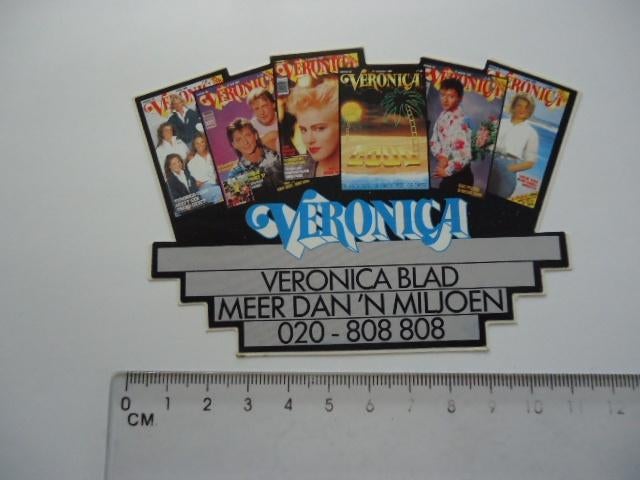 VERONICA
VERONICA
VERONICA
VERONICA
VERONICA
VERONICA
VERONICA
VERONICA BLAD
MEER DAN 'N MILJOEN
020 - 808 808
0 1 2 3 4 5 6 7 8 9 10 11 12
CM